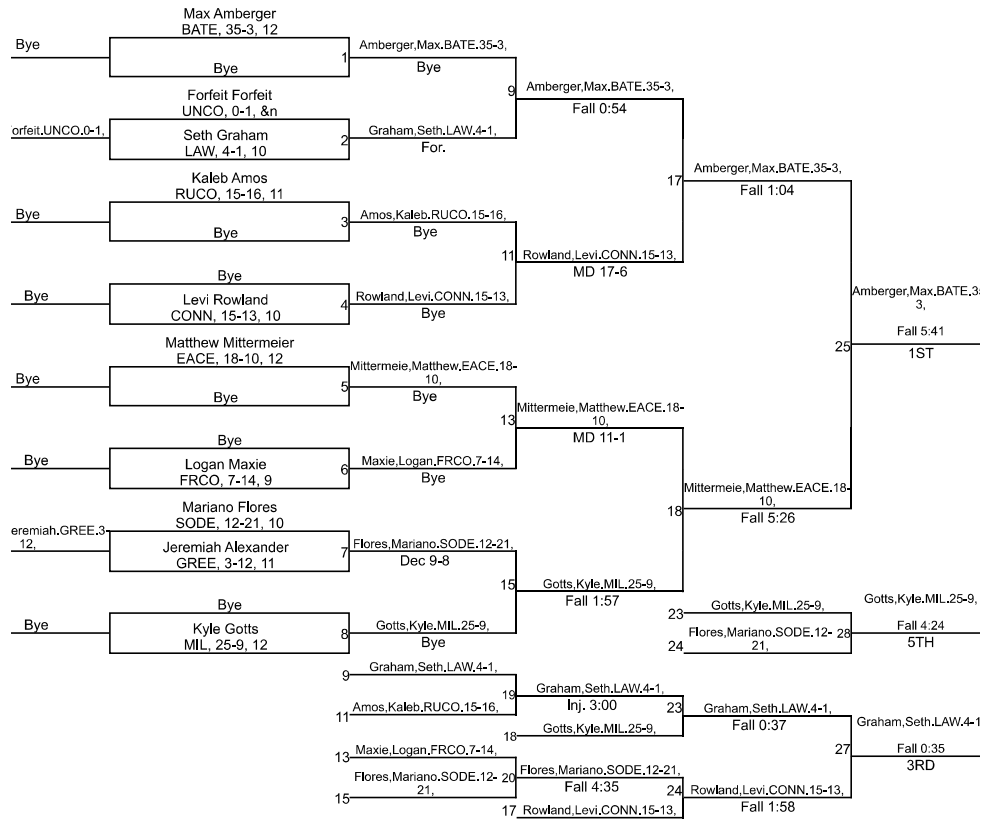 Max Amberger
BATE, 35-3, 12
Bye
Bye
1
Amberger,Max.BATE.35-3,
Bye
9
Amberger,Max.BATE.35-3,
Fall 0:54
Forfeit Forfeit
UNCO, 0-1, &n
orfeit.UNCO.0-1,
Seth Graham
LAW, 4-1, 10
2
Graham,Seth.LAW.4-1,
For.
17
Amberger,Max.BATE.35-3,
Fall 1:04
Kaleb Amos
RUCO, 15-16, 11
Bye
Bye
3
Amos,Kaleb.RUCO.15-16,
Bye
11
Rowland,Levi.CONN.15-13,
MD 17-6
Bye
Bye
Levi Rowland
CONN, 15-13, 10
4
Rowland,Levi.CONN.15-13,
Bye
25
Amberger,Max.BATE.35
3,
Fall 5:41
1ST
Matthew Mittermeier
EACE, 18-10, 12
Bye
Bye
5
Mittermeie,Matthew.EACE.18-
10,
Bye
13
Mittermeie,Matthew.EACE.18-
10,
MD 11-1
Bye
Bye
Logan Maxie
FRCO, 7-14, 9
6
Maxie,Logan.FRCO.7-14,
Bye
18
Mittermeie,Matthew.EACE.18-
10,
Fall 5:26
Mariano Flores
SODE, 12-21, 10
eremiah.GREE.3-
12,
Jeremiah Alexander
GREE, 3-12, 11
7
Flores,Mariano.SODE.12-21,
Dec 9-8
15
Gotts,Kyle.MIL.25-9,
Fall 1:57
Bye
Bye
Kyle Gotts
MIL, 25-9, 12
8
Gotts,Kyle.MIL.25-9,
Bye
23
Gotts,Kyle.MIL.25-9,
24
Flores,Mariano.SODE.12-
21,
28
Gotts,Kyle.MIL.25-9,
Fall 4:24
5TH
9
Graham,Seth.LAW.4-1,
11
Amos,Kaleb.RUCO.15-16,
19
Graham,Seth.LAW.4-1,
Inj. 3:00
18
Gotts,Kyle.MIL.25-9,
23
Graham,Seth.LAW.4-1,
Fall 0:37
27
Graham,Seth.LAW.4-1
Fall 0:35
3RD
13
Maxie,Logan.FRCO.7-14,
15
Flores,Mariano.SODE.12-
21,
20
Flores,Mariano.SODE.12-21,
Fall 4:35
17
Rowland,Levi.CONN.15-13,
24
Rowland,Levi.CONN.15-13,
Fall 1:58